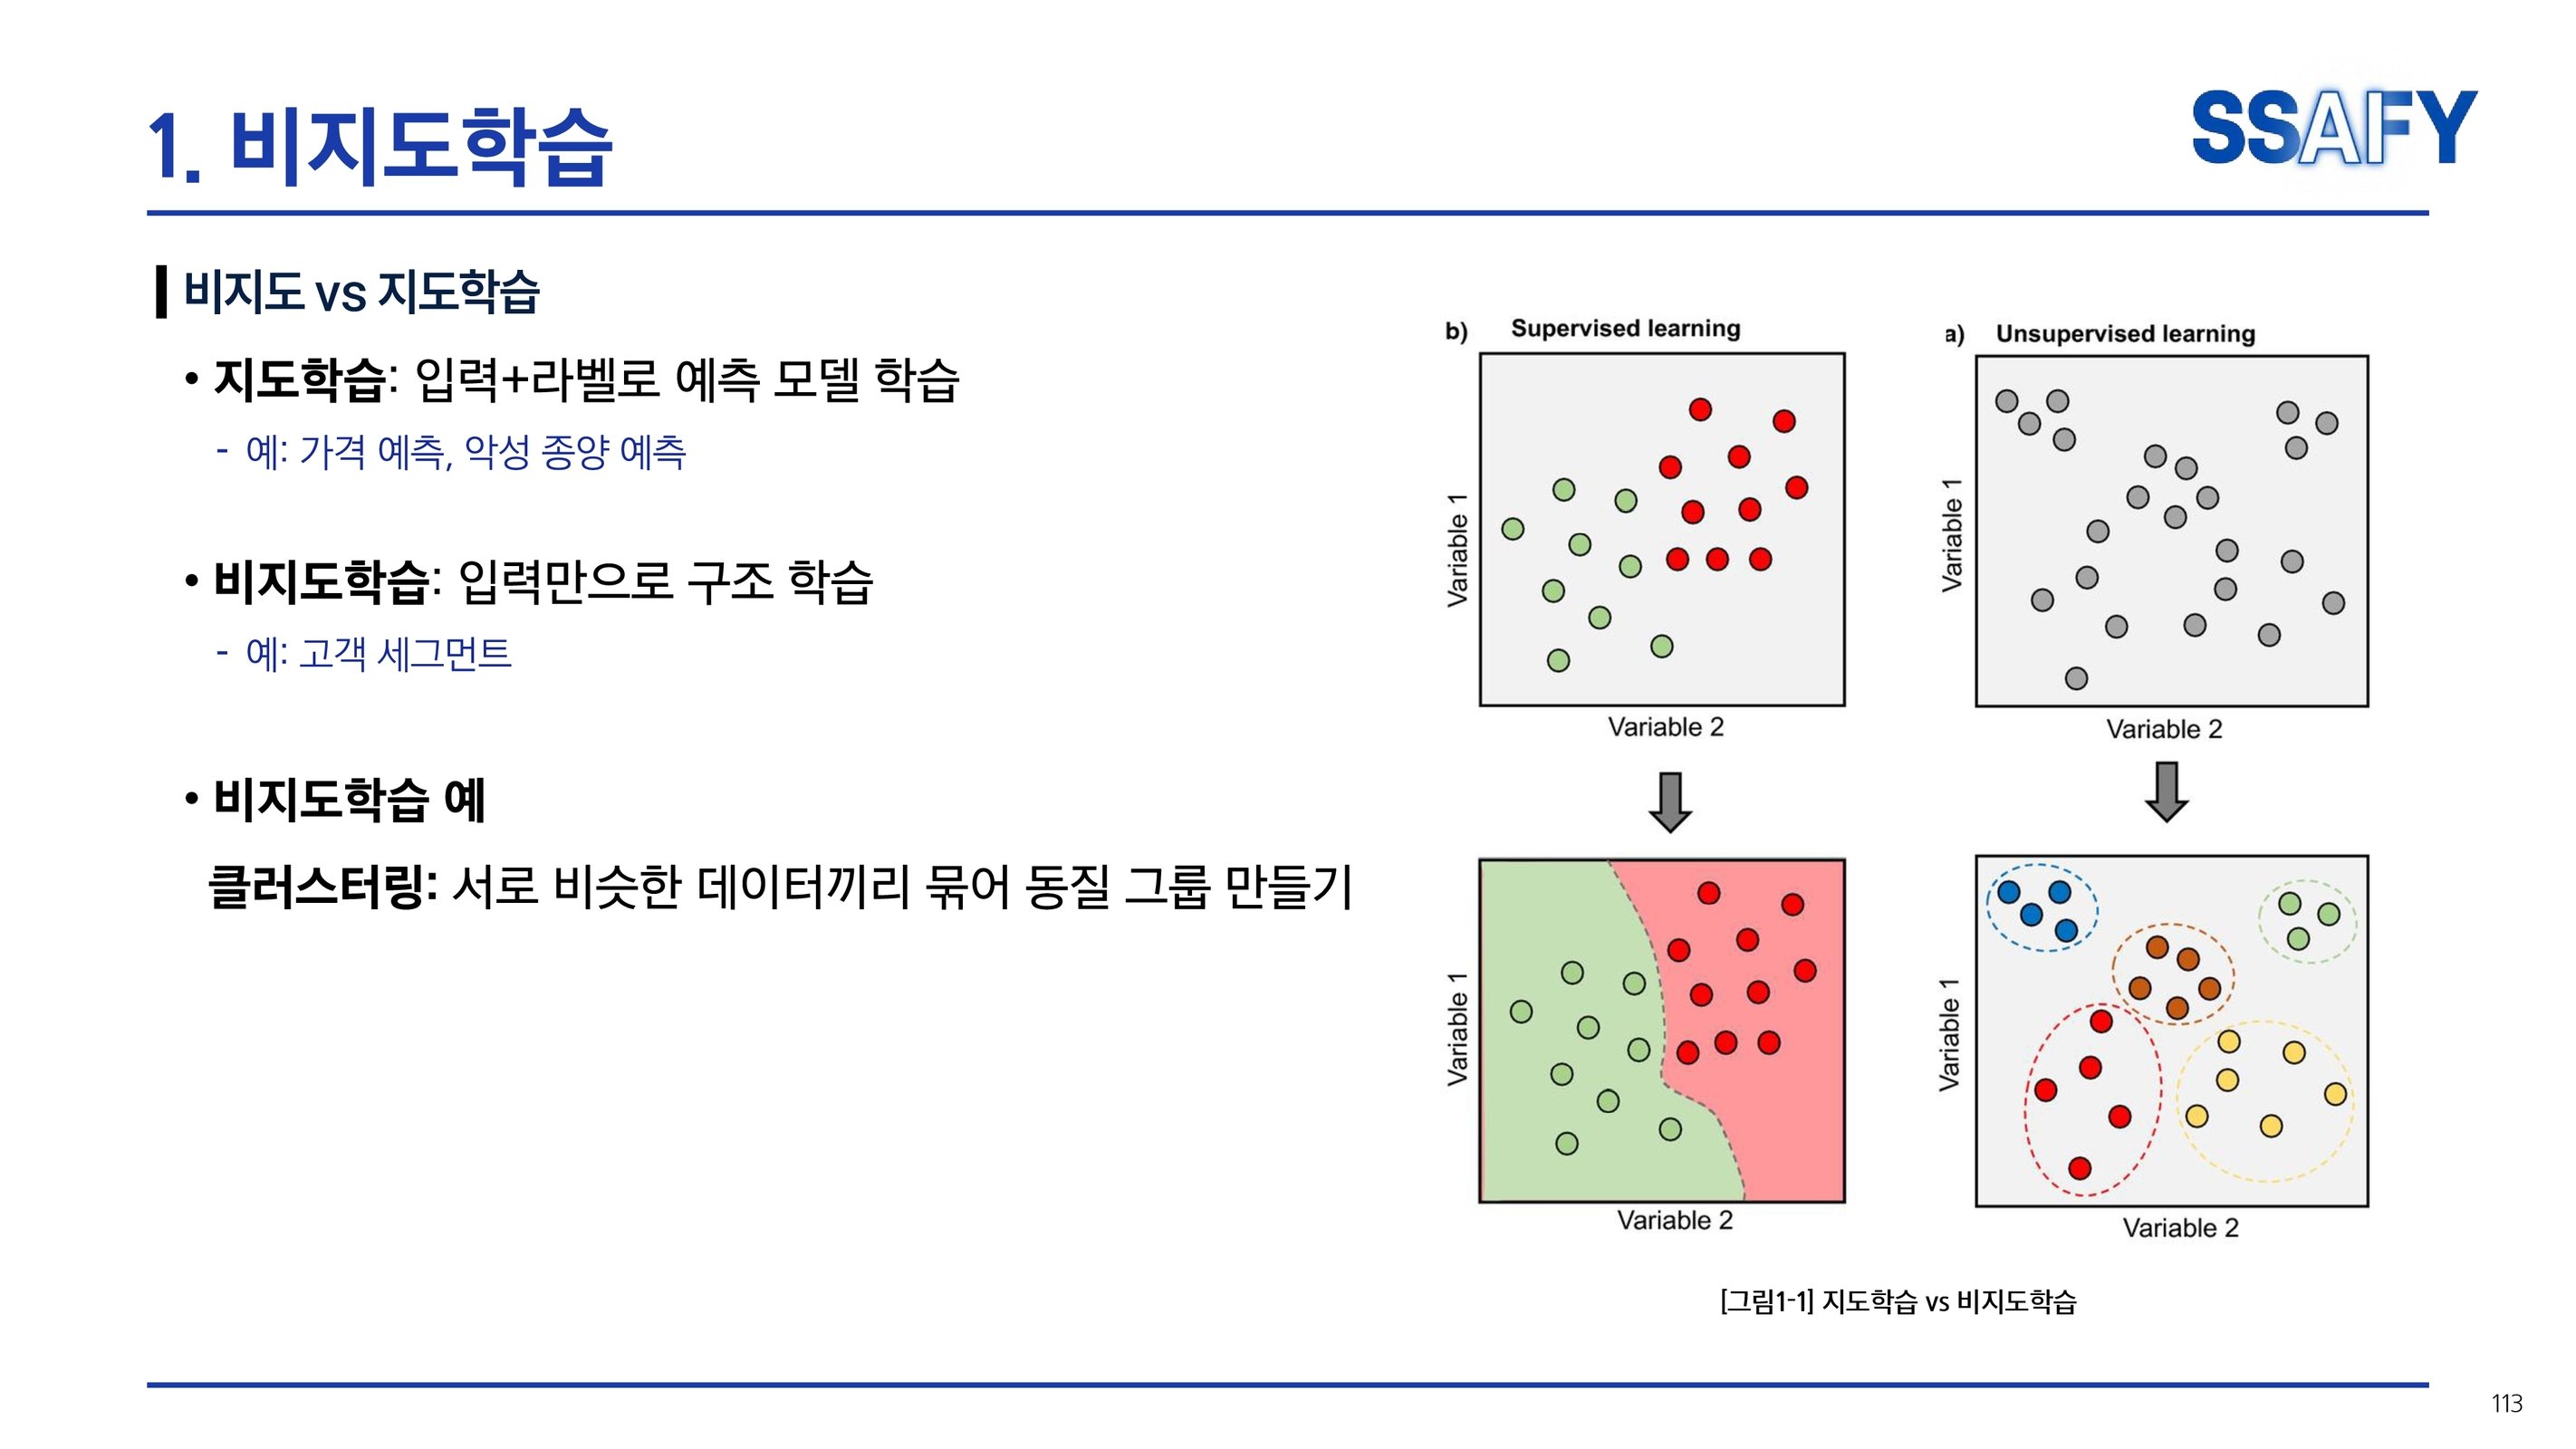 1. 비지도학습
SSAFY
비지도 vs 지도학습
• 지도학습: 입력+라벨로 예측 모델 학습
- 예: 가격 예측, 악성 종양 예측
• 비지도학습: 입력만으로 구조 학습
- 예: 고객 세그먼트
• 비지도학습 예
클러스터링: 서로 비슷한 데이터끼리 묶어 동질 그룹 만들기
b) Supervised learning
Variable 1
Variable 2
Variable 1
Variable 2
a) Unsupervised learning
Variable 1
Variable 2
Variable 1
Variable 2
[그림1-1] 지도학습 vs 비지도학습
113